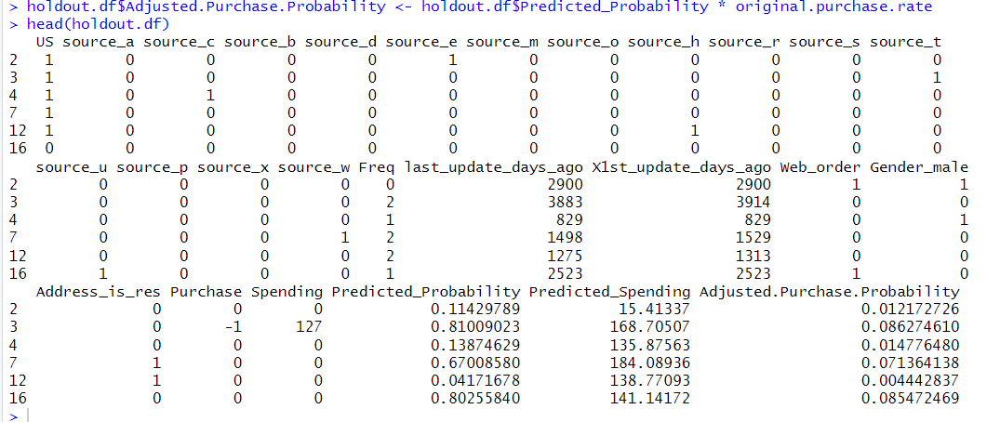 > holdout.df$Adjusted.Purchase.Probability <- holdout.df$Predicted_Probability * original.purchase.rate
> head(holdout.df)
   US source_a source_c source_b source_d source_e source_m source_o source_h source_r source_s source_t
2   1        0        0        0        0        1        0        0        0        0        0        0
3   1        0        0        0        0        0        0        0        0        0        0        1
4   1        0        1        0        0        0        0        0        0        0        0        0
7   1        0        0        0        0        0        0        0        0        0        0        0
12  1        0        0        0        0        0        0        0        1        0        0        0
16  0        0        0        0        0        0        0        0        0        0        0        0
   source_u source_p source_x source_w Freq last_update_days_ago X1st_update_days_ago Web_order Gender_male
2         0        0        0        0    0                 2900                 2900         1           1
3         0        0        0        0    2                 3883                 3914         0           0
4         0        0        0        0    1                  829                  829         0           1
7         0        0        0        1    2                 1498                 1529         0           0
12        0        0        0        0    2                 1275                 1313         0           0
16        1        0        0        0    1                 2523                 2523         1           0
   Address_is_res Purchase Spending Predicted_Probability Predicted_Spending Adjusted.Purchase.Probability
2               0        0        0            0.11429789           15.41337                   0.012172726
3               0       -1      127            0.81009023          168.70507                   0.086274610
4               0        0        0            0.13874629          135.87563                   0.014776480
7               1        0        0            0.67008580          184.08936                   0.071364138
12              1        0        0            0.04171678          138.77093                   0.004442837
16              0        0        0            0.80255840          141.14172                   0.085472469
>